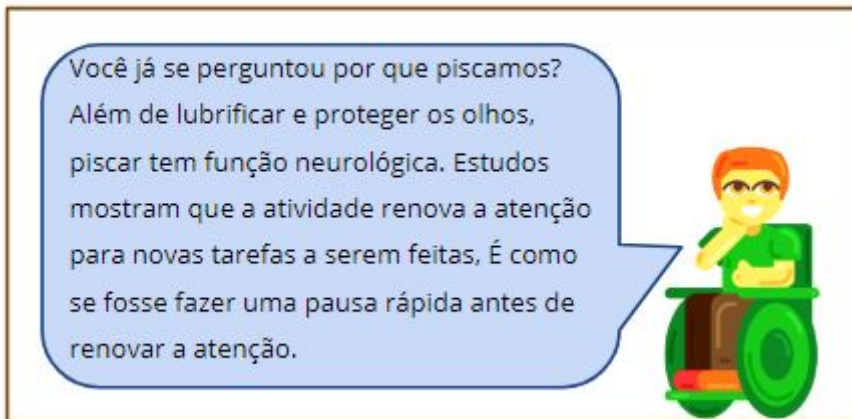 Você já se perguntou por que piscamos?
Além de lubrificar e proteger os olhos,
piscar tem função neurológica. Estudos
mostram que a atividade renova a atenção
para novas tarefas a serem feitas, É como
se fosse fazer uma pausa rápida antes de
renovar a atenção.